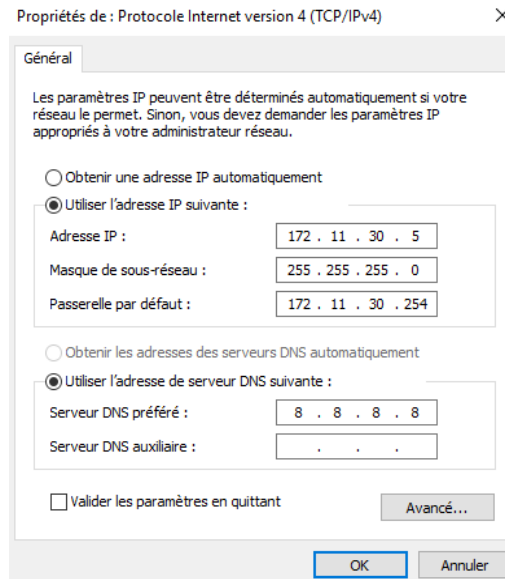 Propriétés de : Protocole Internet version 4 (TCP/IPv4)
Général
Les paramètres IP peuvent être déterminés automatiquement si votre
réseau le permet. Sinon, vous devez demander les paramètres IP
appropriés à votre administrateur réseau.
Obtenir une adresse IP automatiquement
Utiliser l'adresse IP suivante :
Adresse IP : 172 . 11 . 30 . 5
Masque de sous-réseau : 255 . 255 . 255 . 0
Passerelle par défaut : 172 . 11 . 30 . 254
Obtenir les adresses des serveurs DNS automatiquement
Utiliser l'adresse de serveur DNS suivante :
Serveur DNS préféré : 8 . 8 . 8 . 8
Serveur DNS auxiliaire : . . .
Valider les paramètres en quittant
Avancé...
OK Annuler